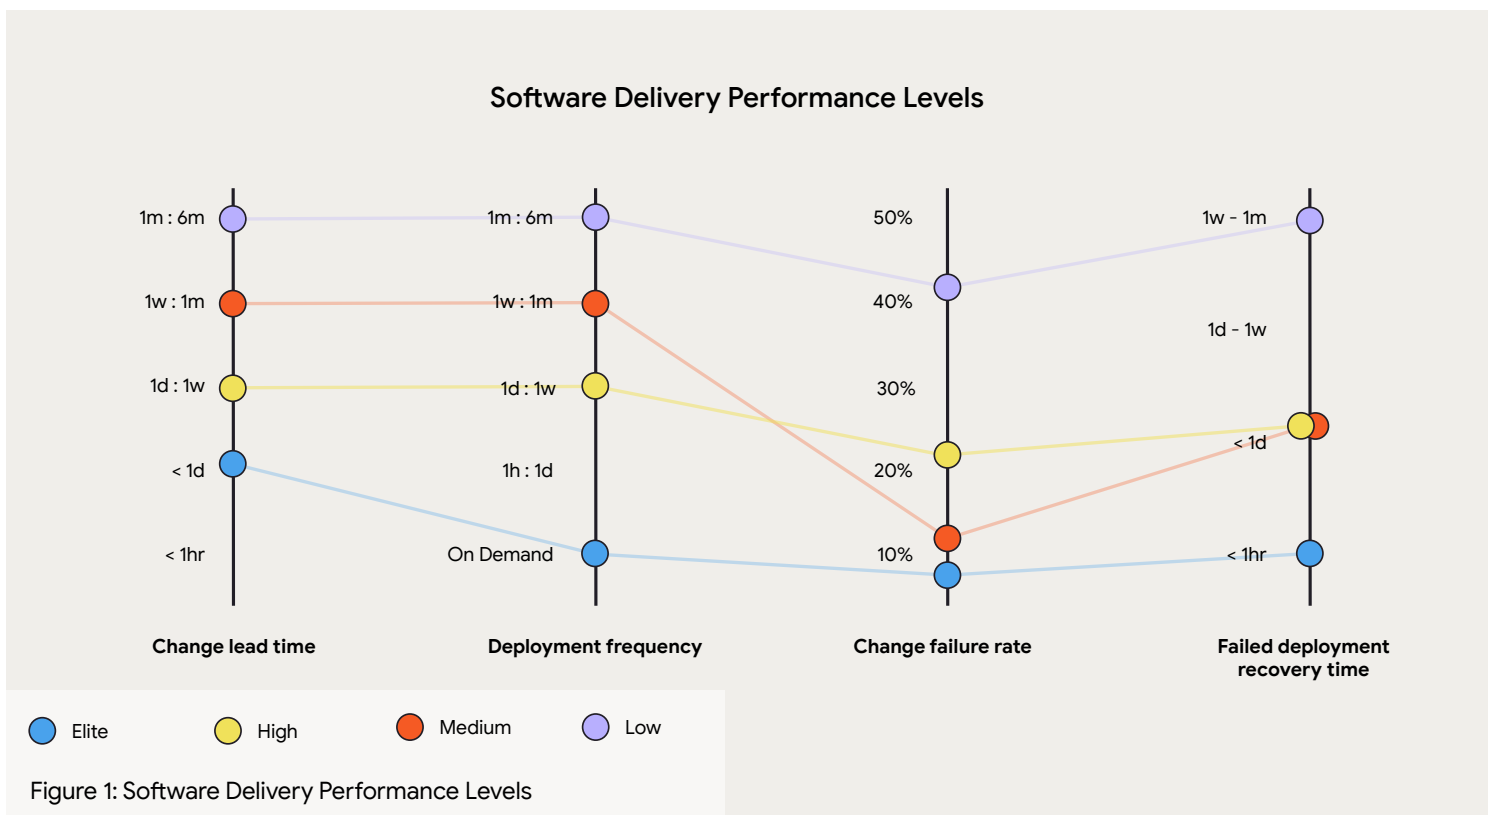 Software Delivery Performance Levels
1m : 6m
1w : 1m
1d : 1w
< 1d
< 1hr
Change lead time
1m : 6m
1w : 1m
1d : 1w
1h : 1d
On Demand
Deployment frequency
50%
40%
30%
20%
10%
Change failure rate
1w - 1m
1d - 1w
< 1d
< 1hr
Failed deployment
recovery time
Elite
High
Medium
Low
Figure 1: Software Delivery Performance Levels